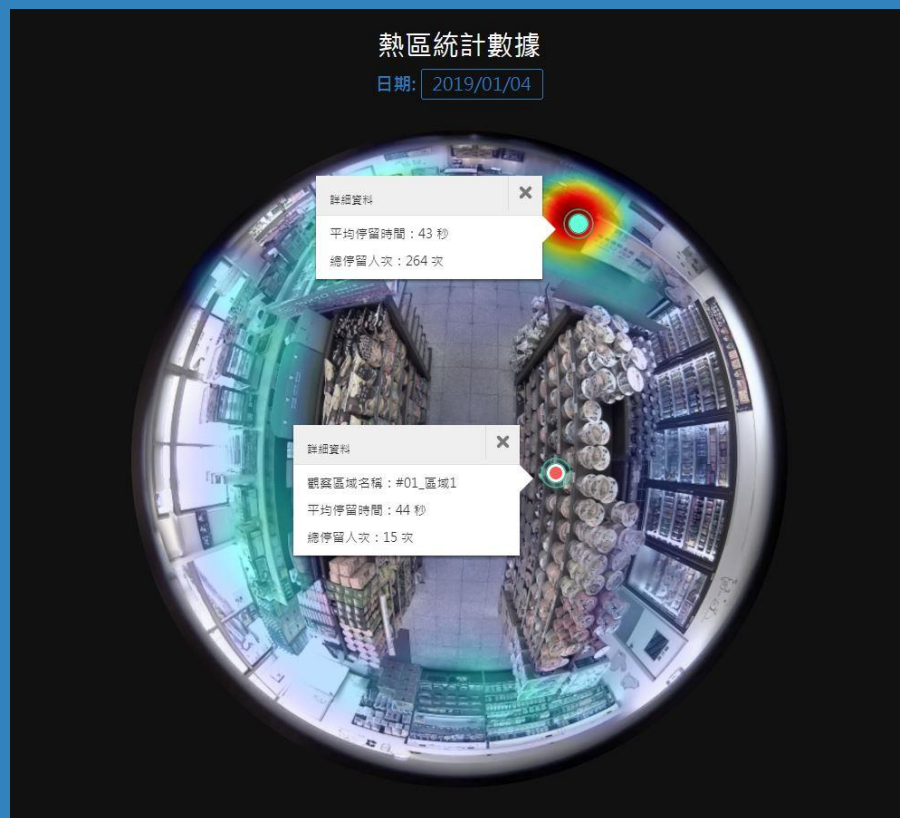 熱區統計數據
日期: 2019/01/04
詳細資料
平均停留時間：43 秒
總停留人次：264 次
詳細資料
觀察區域名稱：#01_區域1
平均停留時間：44 秒
總停留人次：15 次